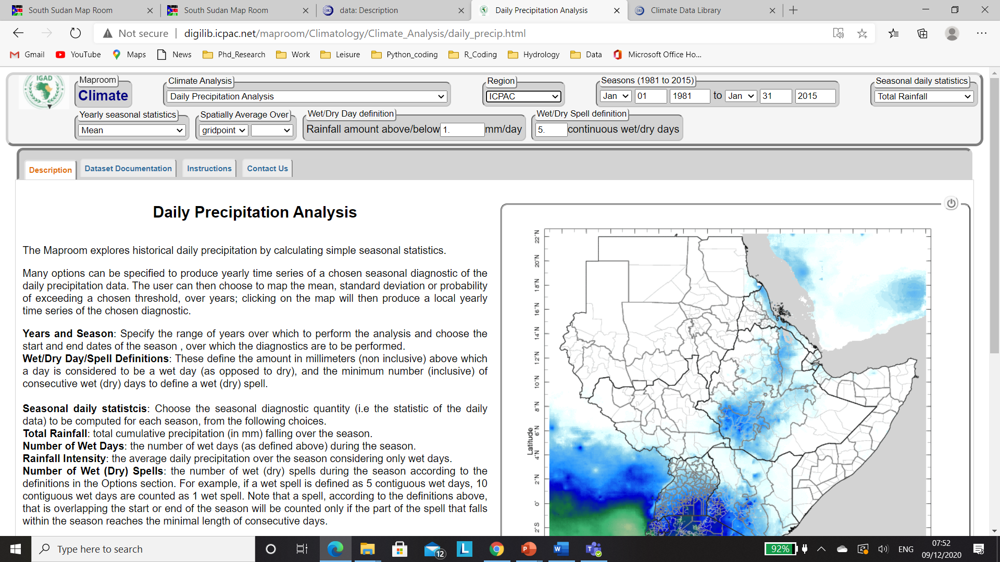 South Sudan Map Room
South Sudan Map Room
data: Description
Daily Precipitation Analysis
Climate Data Library
Not secure
digilib.icpac.net/maproom/Climatology/Climate_Analysis/daily_precip.html
Gmail
YouTube
Maps
News
Phd_Research
Work
Leisure
Python_coding
R_Coding
Hydrology
Data
Microsoft Office Ho...
IGAD
Maproom
Climate
Climate Analysis
Daily Precipitation Analysis
Region
ICPAC
Seasons (1981 to 2015)
Jan 01 1981 to Jan 31 2015
Seasonal daily statistics
Total Rainfall
Yearly seasonal statistics
Mean
Spatially Average Over
gridpoint
Wet/Dry Day definition
Rainfall amount above/below 1. mm/day
Wet/Dry Spell definition
5. continuous wet/dry days
Description
Dataset Documentation
Instructions
Contact Us
Daily Precipitation Analysis
The Maproom explores historical daily precipitation by calculating simple seasonal statistics.
Many options can be specified to produce yearly time series of a chosen seasonal diagnostic of the
daily precipitation data. The user can then choose to map the mean, standard deviation or probability
of exceeding a chosen threshold, over years; clicking on the map will then produce a local yearly
time series of the chosen diagnostic.
Years and Season: Specify the range of years over which to perform the analysis and choose the
start and end dates of the season , over which the diagnostics are to be performed.
Wet/Dry Day/Spell Definitions: These define the amount in millimeters (non inclusive) above which
a day is considered to be a wet day (as opposed to dry), and the minimum number (inclusive) of
consecutive wet (dry) days to define a wet (dry) spell.
Seasonal daily statistcis: Choose the seasonal diagnostic quantity (i.e the statistic of the daily
data) to be computed for each season, from the following choices.
Total Rainfall: total cumulative precipitation (in mm) falling over the season.
Number of Wet Days: the number of wet days (as defined above) during the season.
Rainfall Intensity: the average daily precipitation over the season considering only wet days.
Number of Wet (Dry) Spells: the number of wet (dry) spells during the season according to the
definitions in the Options section. For example, if a wet spell is defined as 5 contiguous wet days, 10
contiguous wet days are counted as 1 wet spell. Note that a spell, according to the definitions above,
that is overlapping the start or end of the season will be counted only if the part of the spell that falls
within the season reaches the minimal length of consecutive days.
22°N
20°N
18°N
16°N
14°N
12°N
10°N
8°N
6°N
4°N
2°N
0°
2°S
Latitude
Type here to search
12
L
P
W
T
92%
ENG
07:52
09/12/2020